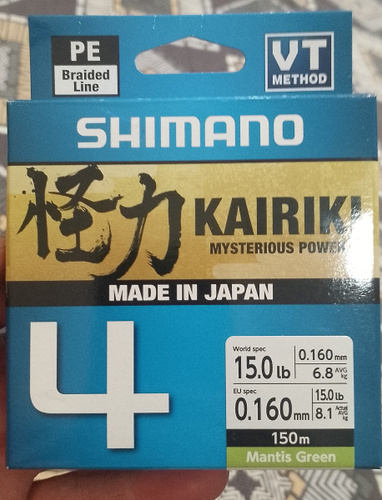 PE
Braided
Line
VT
METHOD
SHIMANO
怪力 KAIRIKI
MYSTERIOUS POWER
MADE IN JAPAN
4
World spec
15.0 lb
0.160 mm
6.8 AVG kg
EU spec
0.160 mm
15.0 lb
8.1 Actual AVG kg
150m
Mantis Green